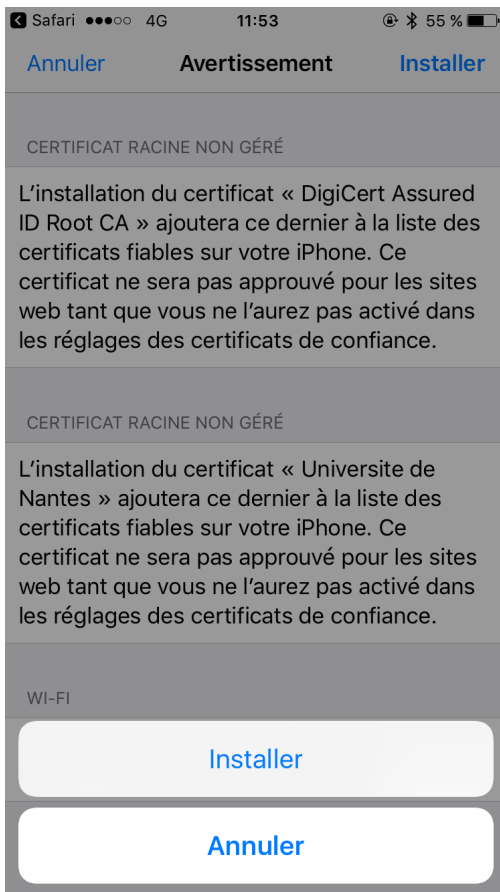 Safari 4G 11:53 55 %
Annuler Avertissement Installer
CERTIFICAT RACINE NON GÉRÉ
L’installation du certificat « DigiCert Assured
ID Root CA » ajoutera ce dernier à la liste des
certificats fiables sur votre iPhone. Ce
certificat ne sera pas approuvé pour les sites
web tant que vous ne l’aurez pas activé dans
les réglages des certificats de confiance.
CERTIFICAT RACINE NON GÉRÉ
L’installation du certificat « Universite de
Nantes » ajoutera ce dernier à la liste des
certificats fiables sur votre iPhone. Ce
certificat ne sera pas approuvé pour les sites
web tant que vous ne l’aurez pas activé dans
les réglages des certificats de confiance.
WI-FI
Installer
Annuler